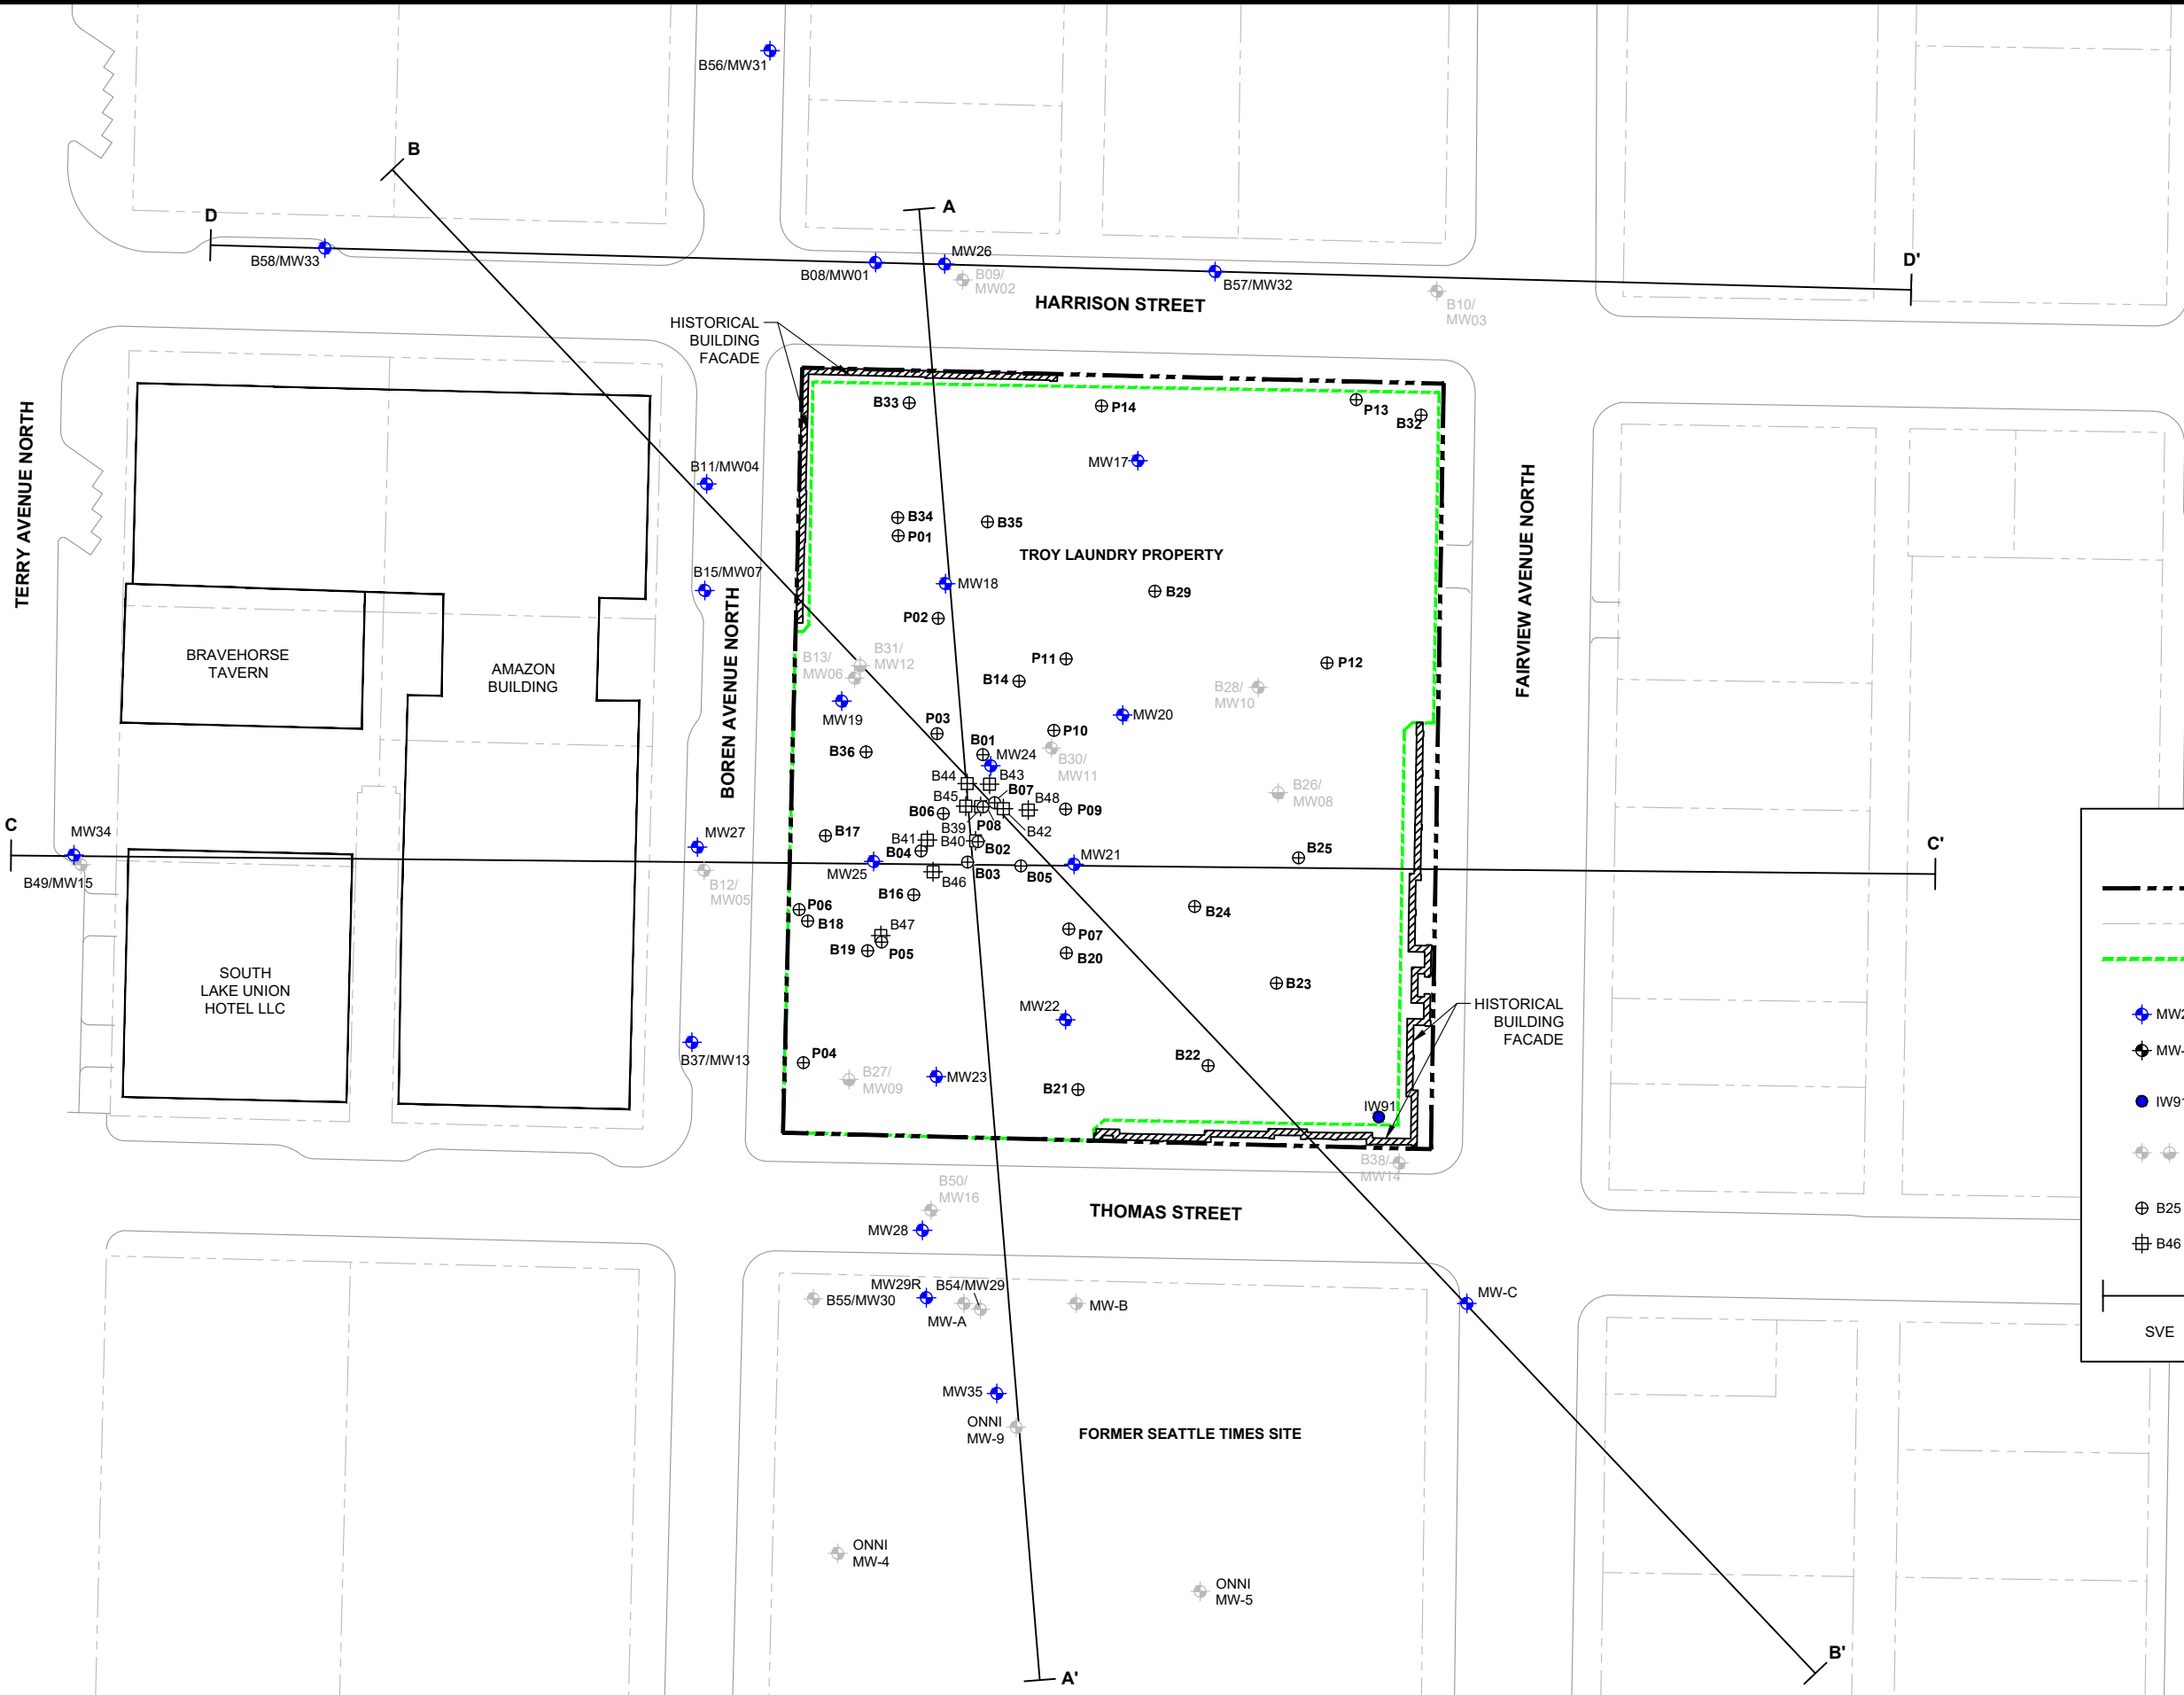 B56/MW31
B
A
D
B58/MW33
B08/MW01
MW26
B09/
MW02
B57/MW32
D'
B10/
MW03
HARRISON STREET
HISTORICAL
BUILDING
FACADE
TERRY AVENUE NORTH
B33
P14
P13
B32
MW17
B11/MW04
B34
P01
B35
TROY LAUNDRY PROPERTY
FAIRVIEW AVENUE NORTH
B15/MW07
MW18
B29
P02
BOREN AVENUE NORTH
BRAVEHORSE
TAVERN
AMAZON
BUILDING
B13/
MW06
B31/
MW12
P11
P12
B14
B28/
MW10
MW19
MW20
P03
P10
B36
B01
MW24
B30/
MW11
B44
B43
B07
B26/
MW08
B45
B48
B06
P09
B39
P08
B42
C
MW34
MW27
B17
B41
B40
B02
B04
MW21
B25
C'
B49/MW15
MW25
B03
B05
B46
B12/
MW05
B16
P06
B18
B24
B47
P07
B19
P05
B20
SOUTH
LAKE UNION
HOTEL LLC
B23
MW22
HISTORICAL
BUILDING
FACADE
B37/MW13
P04
B22
B27/
MW09
MW23
B21
IW91
B38/
MW14
B50/
MW16
THOMAS STREET
MW28
MW29R
B54/MW29
B55/MW30
MW-A
MW-B
MW-C
MW35
ONNI
MW-9
FORMER SEATTLE TIMES SITE
ONNI
MW-4
ONNI
MW-5
A'
B'
MW2
MW-
IW91
B25
B46
SVE